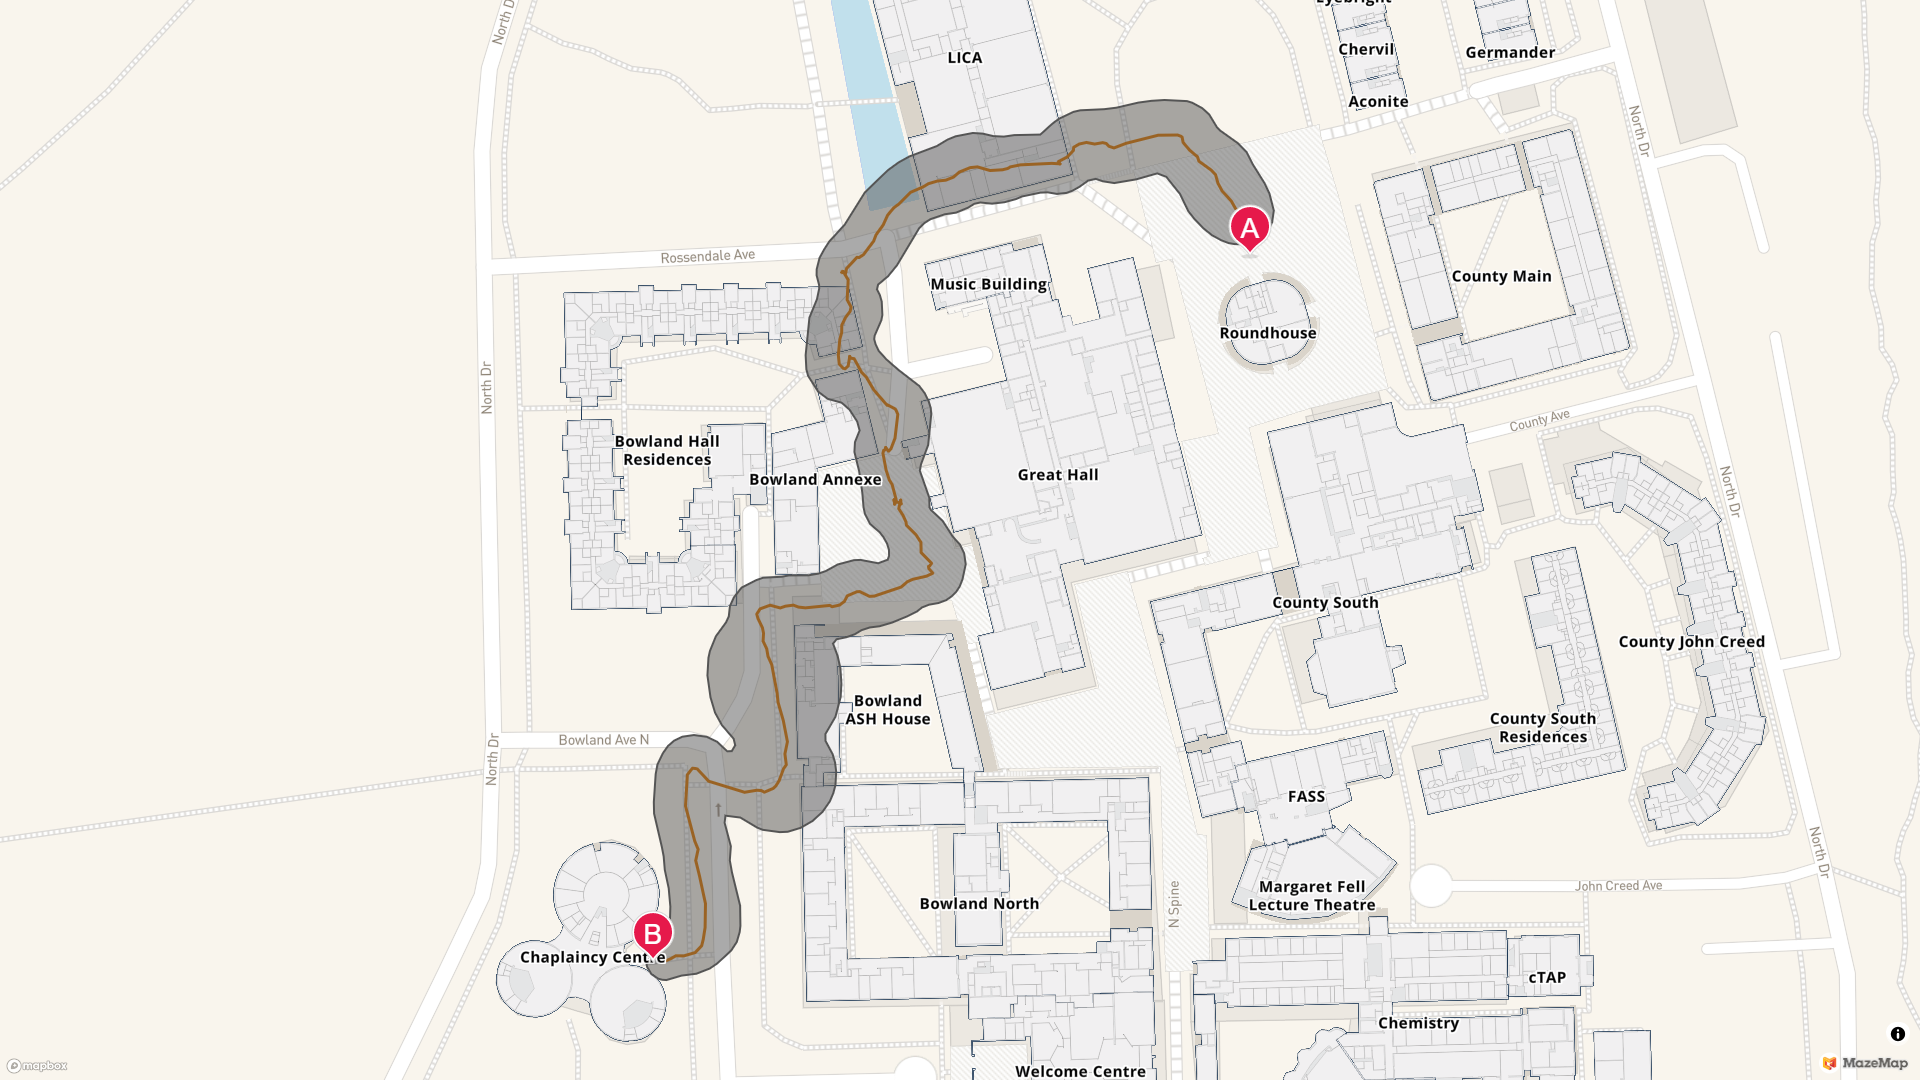 North D
Eyebright
Chervil
Germander
LICA
Aconite
North Dr
A
Rossendale Ave
Music Building
County Main
Roundhouse
North Dr
County Ave
Bowland Hall
Residences
Bowland Annexe
Great Hall
North Dr
County South
County John Creed
Bowland
ASH House
County South
Residences
Bowland Ave N
North Dr
FASS
Margaret Fell
Lecture Theatre
John Creed Ave
North Dr
Bowland North
N Spine
B
Chaplaincy Centre
cTAP
Chemistry
Welcome Centre
mapbox
i
MazeMap